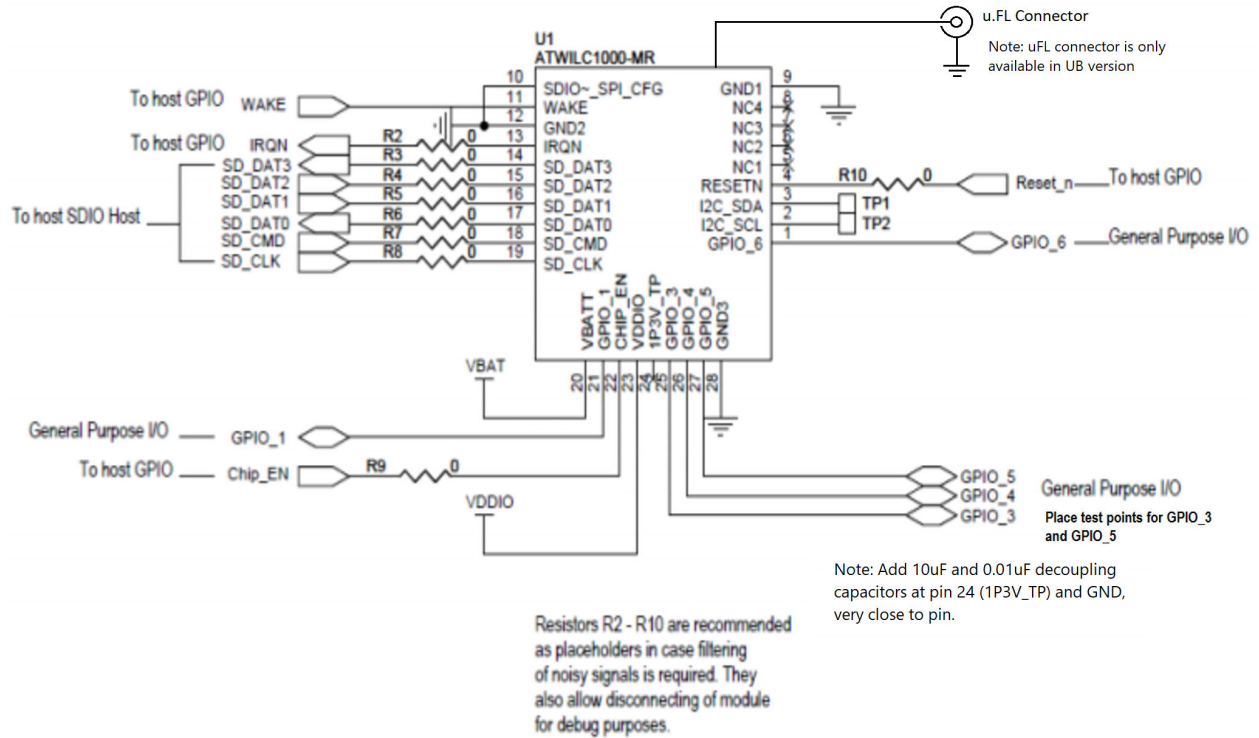 u.FL Connector
Note: uFL connector is only
available in UB version
U1
ATWILC1000-MR
To host GPIO WAKE
To host GPIO IRQN
SD_DAT3
SD_DAT2
SD_DAT1
To host SDIO Host
SD_DAT0
SD_CMD
SD_CLK
R2 0
R3 0
R4 0
R5 0
R6 0
R7 0
R8 0
10 SDIO~_SPI_CFG
11 WAKE
12 GND2
13 IRQN
14 SD_DAT3
15 SD_DAT2
16 SD_DAT1
17 SD_DAT0
18 SD_CMD
19 SD_CLK
GND1 9
NC4 8
NC3 7
NC2 6
NC1 5
RESETN 4 R10 0 Reset_n To host GPIO
I2C_SDA 3 TP1
I2C_SCL 2 TP2
GPIO_6 1 GPIO_6 General Purpose I/O
VBATT
GPIO_1
CHIP_EN
VDDIO
1P3V_TP
GPIO_3
GPIO_4
GPIO_5
GND3
20
21
22
23
24
25
26
27
28
VBAT
General Purpose I/O GPIO_1
To host GPIO Chip_EN R9 0
VDDIO
GPIO_5
GPIO_4 General Purpose I/O
GPIO_3 Place test points for GPIO_3
and GPIO_5
Note: Add 10uF and 0.01uF decoupling
capacitors at pin 24 (1P3V_TP) and GND,
very close to pin.
Resistors R2 - R10 are recommended
as placeholders in case filtering
of noisy signals is required. They
also allow disconnecting of module
for debug purposes.